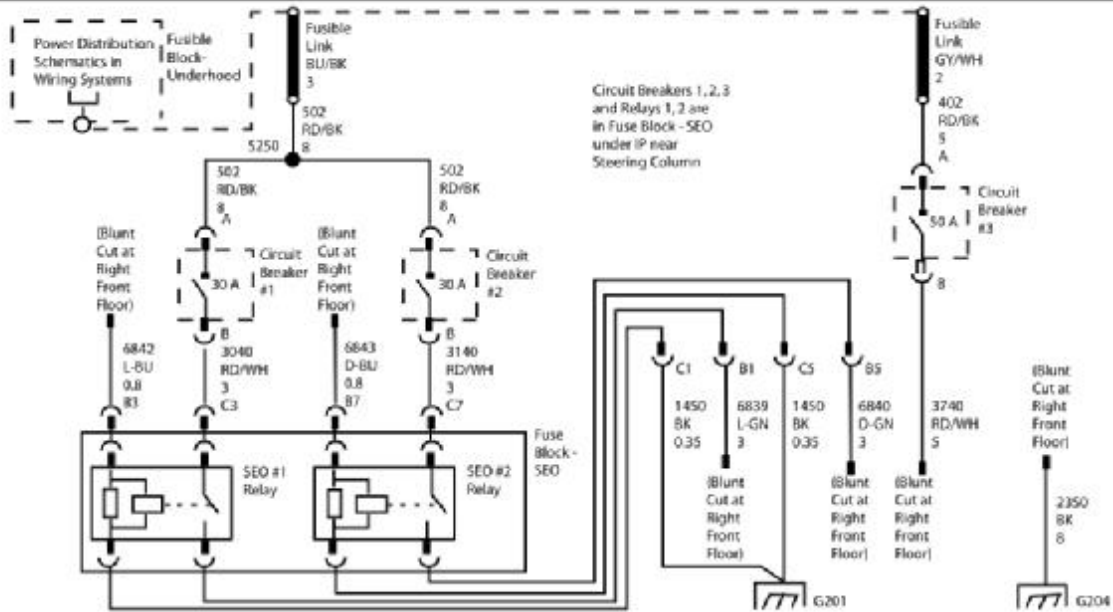 Power Distribution
Schematics in
Wiring Systems
Fusible
Block-
Underhood
Fusible
Link
BU/BK
3
502
RD/BK
8
S250
502
RD/BK
8
A
502
RD/BK
8
A
Circuit Breakers 1, 2, 3
and Relays 1, 2 are
in Fuse Block - SEO
under IP near
Steering Column
Fusible
Link
GY/WH
2
402
RD/BK
5
A
50 A
Circuit
Breaker
#3
B
(Blunt
Cut at
Right
Front
Floor)
30 A
Circuit
Breaker
#1
(Blunt
Cut at
Right
Front
Floor)
30 A
Circuit
Breaker
#2
6842
L-BU
0.8
B3
B
3040
RD/WH
3
C3
6843
D-BU
0.8
B7
B
3140
RD/WH
3
C7
Fuse
Block -
SEO
SEO #1
Relay
SEO #2
Relay
C1
B1
C5
B5
1450
BK
0.35
6839
L-GN
3
1450
BK
0.35
6840
D-GN
3
3740
RD/WH
5
(Blunt
Cut at
Right
Front
Floor)
(Blunt
Cut at
Right
Front
Floor)
(Blunt
Cut at
Right
Front
Floor)
(Blunt
Cut at
Right
Front
Floor)
2350
BK
8
G201
G204